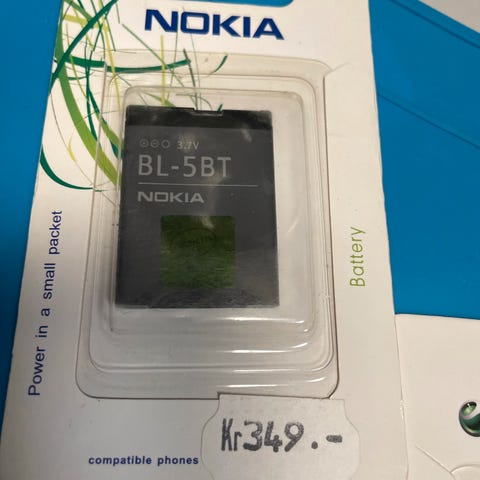 NOKIA
3.7V
BL-5BT
NOKIA
Power in a small packet
Battery
Kr349.-
compatible phones